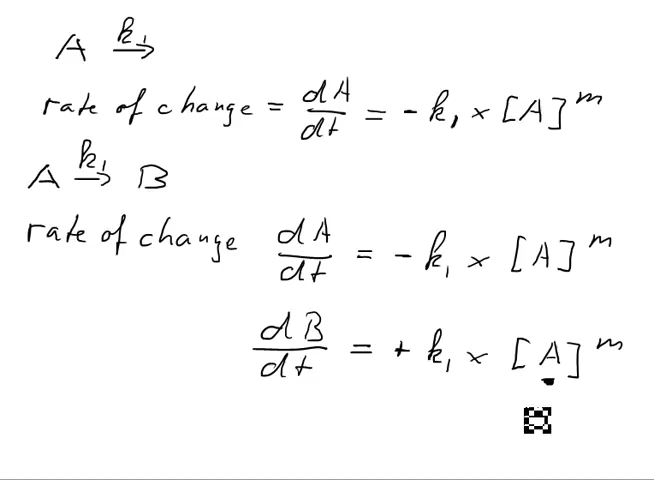 A k₁→
rate of change = dA/dt = - k₁ × [A]ᵐ
A k₁→ B
rate of change dA/dt = - k₁ × [A]ᵐ
dB/dt = + k₁ × [A]ᵐ